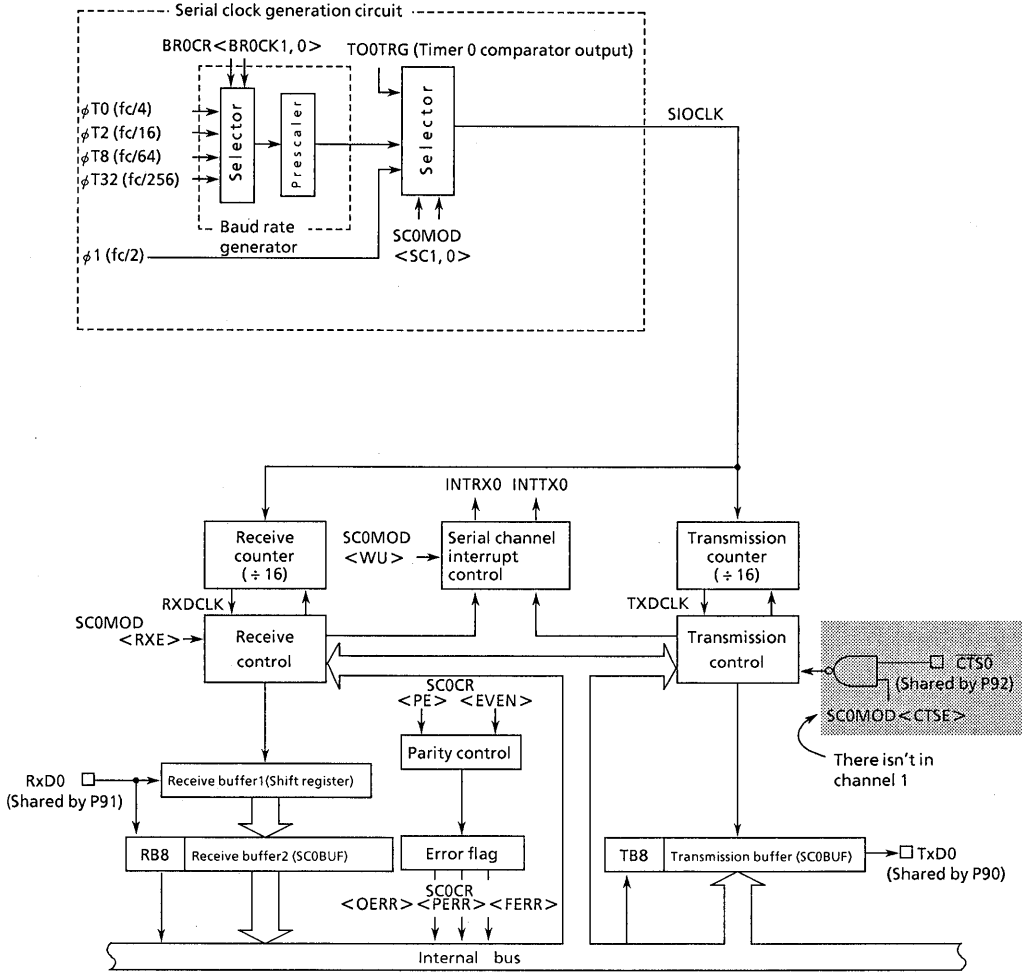 Serial clock generation circuit
BR0CR<BR0CK1, 0>
TO0TRG (Timer 0 comparator output)
φT0 (fc/4)
φT2 (fc/16)
φT8 (fc/64)
φT32 (fc/256)
Selector
Prescaler
Selector
SIOCLK
Baud rate
generator
SC0MOD
<SC1, 0>
φ1 (fc/2)
INTRX0 INTTX0
Receive
counter
(÷16)
SC0MOD
<WU>
Serial channel
interrupt
control
Transmission
counter
(÷16)
RXDCLK
TXDCLK
SC0MOD
<RXE>
Receive
control
Transmission
control
CTS0
(Shared by P92)
SC0MOD<CTSE>
There isn't in
channel 1
SC0CR
<PE> <EVEN>
Parity control
RxD0
(Shared by P91)
Receive buffer1(Shift register)
RB8
Receive buffer2 (SC0BUF)
Error flag
TB8
Transmission buffer (SC0BUF)
TxD0
(Shared by P90)
SC0CR
<OERR> <PERR> <FERR>
Internal bus